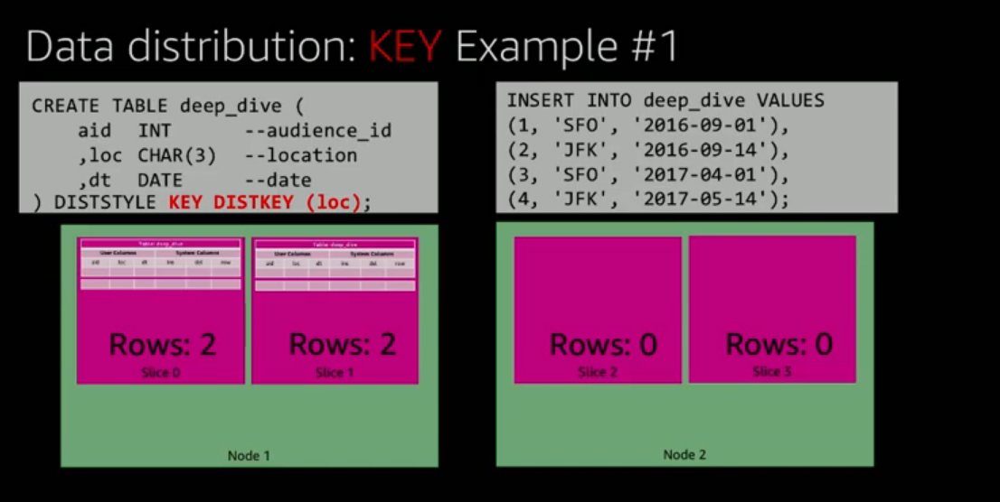 Data distribution: KEY Example #1
CREATE TABLE deep_dive (
aid INT --audience_id
,loc CHAR(3) --location
,dt DATE --date
) DISTSTYLE KEY DISTKEY (loc);
INSERT INTO deep_dive VALUES
(1, 'SFO', '2016-09-01'),
(2, 'JFK', '2016-09-14'),
(3, 'SFO', '2017-04-01'),
(4, 'JFK', '2017-05-14');
Table: deep_dive
User Columns System Columns
aid loc dt ins del row
Rows: 2
Slice 0
Table: deep_dive
User Columns System Columns
aid loc dt ins del row
Rows: 2
Slice 1
Node 1
Rows: 0
Slice 2
Rows: 0
Slice 3
Node 2